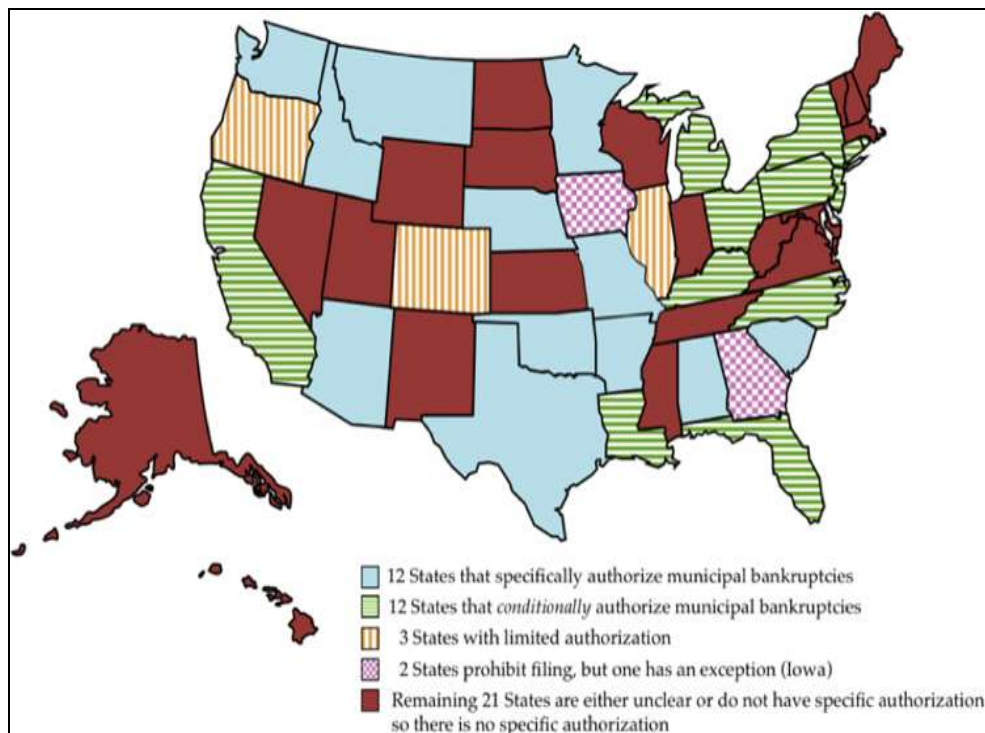 12 States that specifically authorize municipal bankruptcies
12 States that conditionally authorize municipal bankruptcies
3 States with limited authorization
2 States prohibit filing, but one has an exception (Iowa)
Remaining 21 States are either unclear or do not have specific authorization
so there is no specific authorization